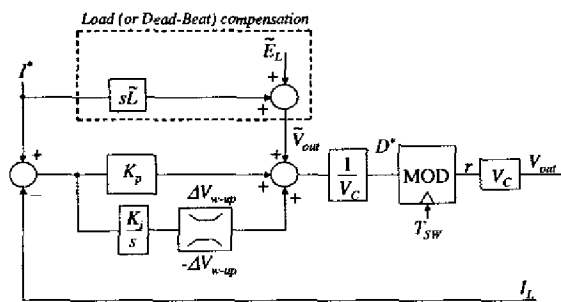 Load (or Dead-Beat) compensation
I*
sL̃
+
+
Ẽ_L
Ṽ_out
+
−
K_p
+
+
+
1/V_C
D*
MOD
T_SW
r
V_C
V_out
K_i/s
ΔV_w-up
-ΔV_w-up
I_L